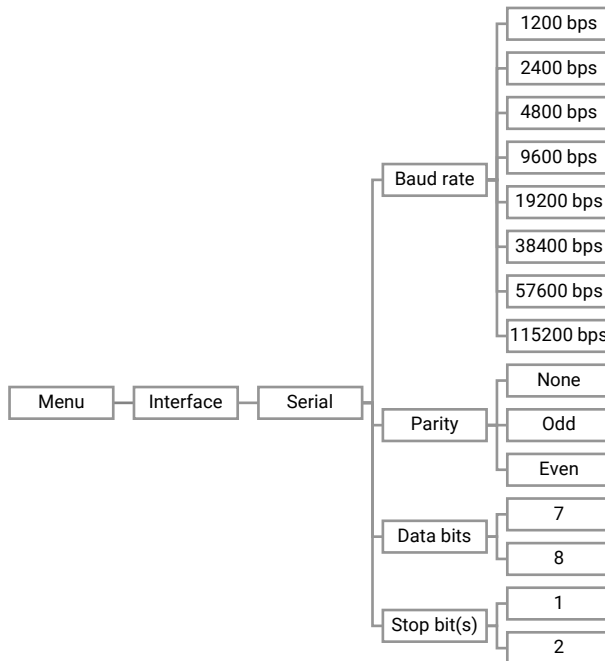 1200 bps
2400 bps
4800 bps
9600 bps
Baud rate
19200 bps
38400 bps
57600 bps
115200 bps
Menu
Interface
Serial
None
Parity
Odd
Even
7
Data bits
8
1
Stop bit(s)
2